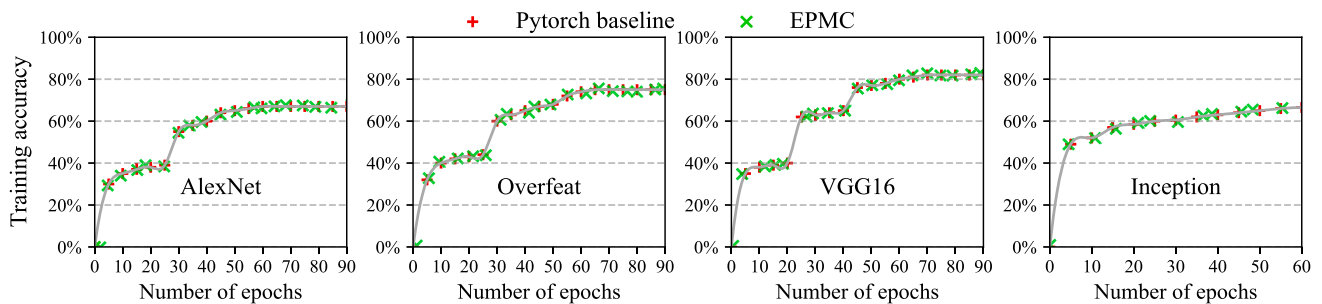 Pytorch baseline EPMC
Training accuracy
100% 100% 100% 100%
80% 80% 80% 80%
60% 60% 60% 60%
40% 40% 40% 40%
AlexNet Overfeat VGG16 Inception
20% 20% 20% 20%
0% 0% 0% 0%
0 10 20 30 40 50 60 70 80 90 0 10 20 30 40 50 60 70 80 90 0 10 20 30 40 50 60 70 80 90 0 10 20 30 40 50 60
Number of epochs Number of epochs Number of epochs Number of epochs